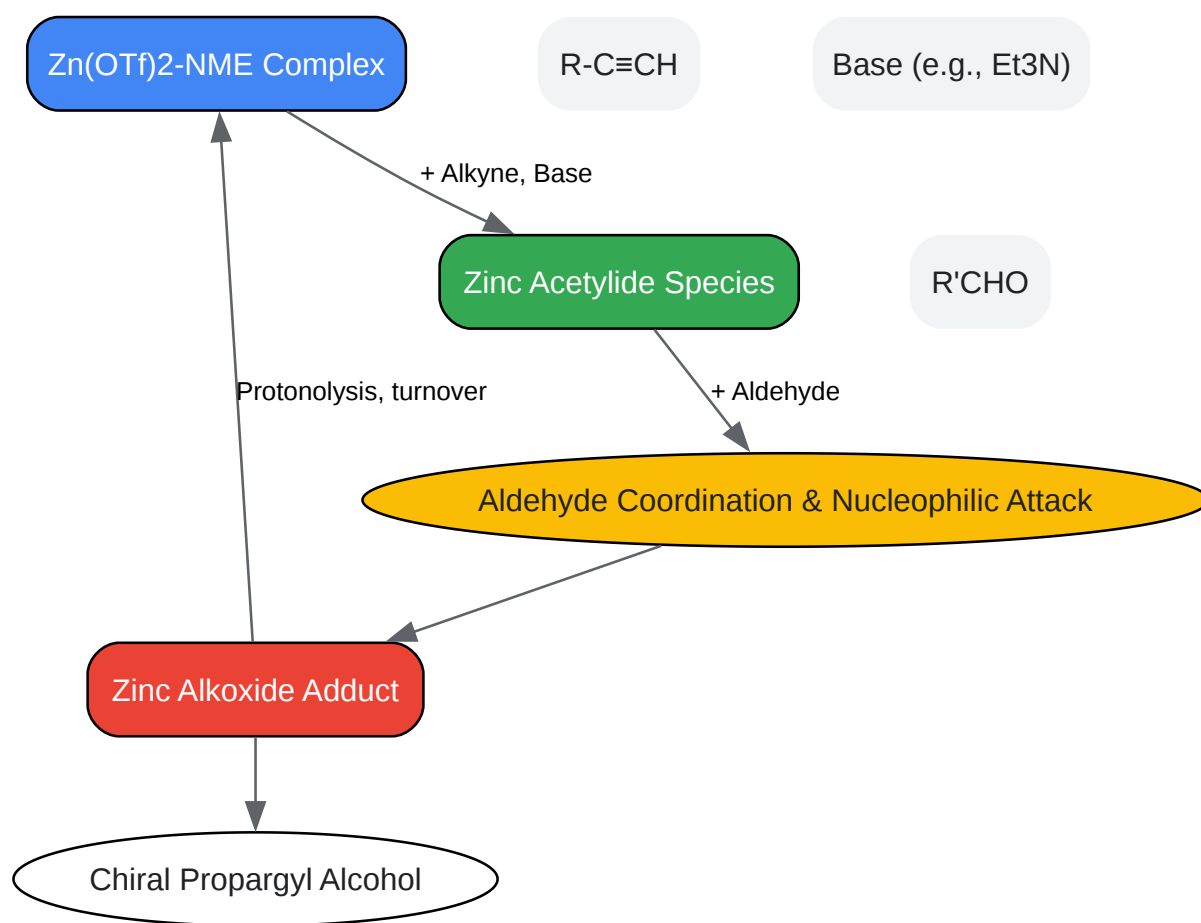 Zn(OTf)2-NME Complex
R-C≡CH
Base (e.g., Et3N)
+ Alkyne, Base
Zinc Acetylide Species
R'CHO
Protonolysis, turnover
+ Aldehyde
Aldehyde Coordination & Nucleophilic Attack
Zinc Alkoxide Adduct
Chiral Propargyl Alcohol